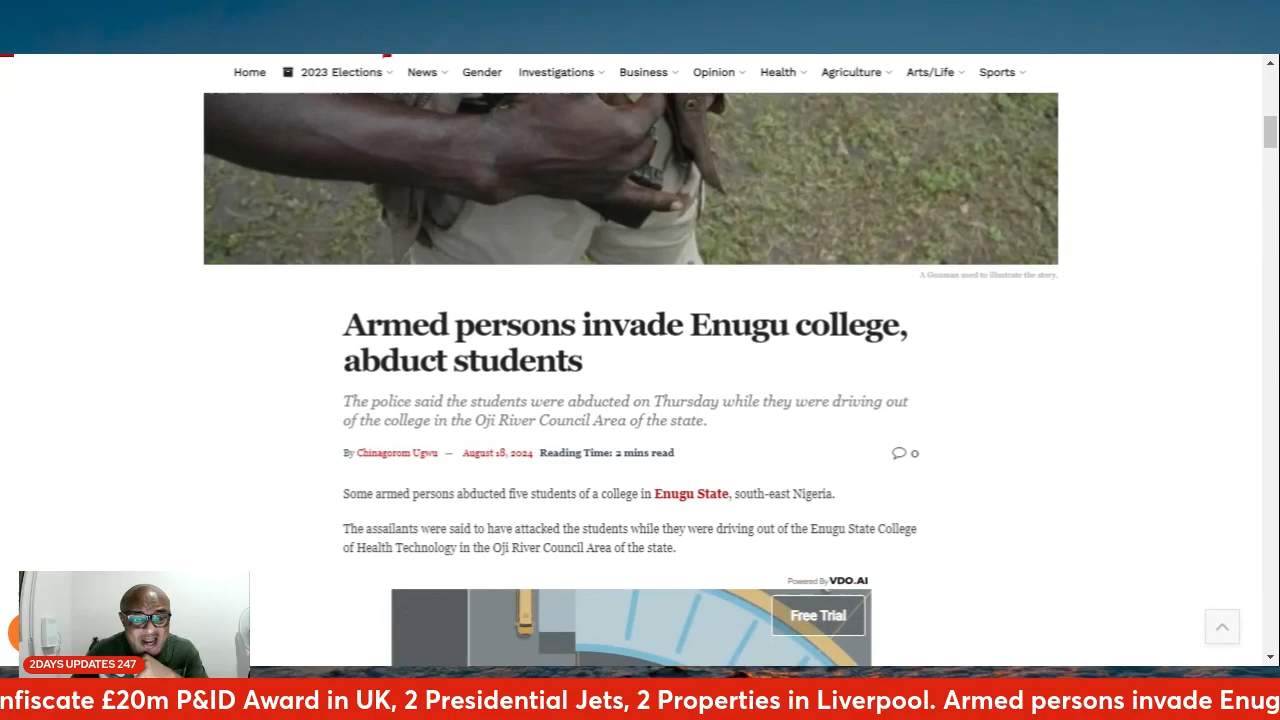 Home 2023 Elections News Gender Investigations Business Opinion Health Agriculture Arts/Life Sports
A Gunman used to illustrate the story.
Armed persons invade Enugu college,
abduct students
The police said the students were abducted on Thursday while they were driving out
of the college in the Oji River Council Area of the state.
By Chinagorom Ugwu — August 18, 2024 Reading Time: 2 mins read 0
Some armed persons abducted five students of a college in Enugu State, south-east Nigeria.
The assailants were said to have attacked the students while they were driving out of the Enugu State College
of Health Technology in the Oji River Council Area of the state.
Powered By VDO.AI
Free Trial
2DAYS UPDATES 247
nfiscate £20m P&ID Award in UK, 2 Presidential Jets, 2 Properties in Liverpool. Armed persons invade Enug